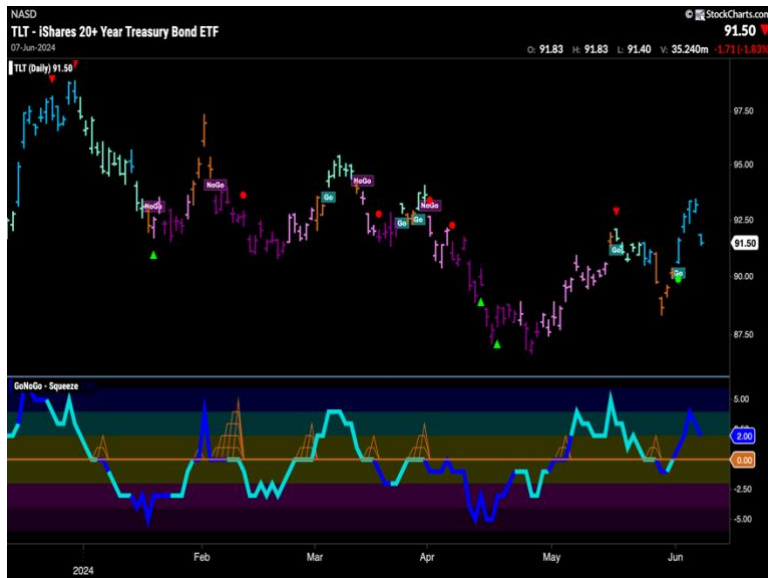 NASD
© StockCharts.com
TLT - iShares 20+ Year Treasury Bond ETF
91.50
07-Jun-2024
O: 91.83 H: 91.83 L: 91.40 V: 35.240m -1.71 (-1.83%)
TLT (Daily) 91.50
97.50
95.00
NoGo
NoGo
NoGo
Go
NoGo
Go
Go
92.50
Go
91.50
Go
90.00
87.50
GoNoGo - Squeeze
5.00
2.00
0.00
-2.50
-5.00
Feb
Mar
Apr
May
Jun
2024